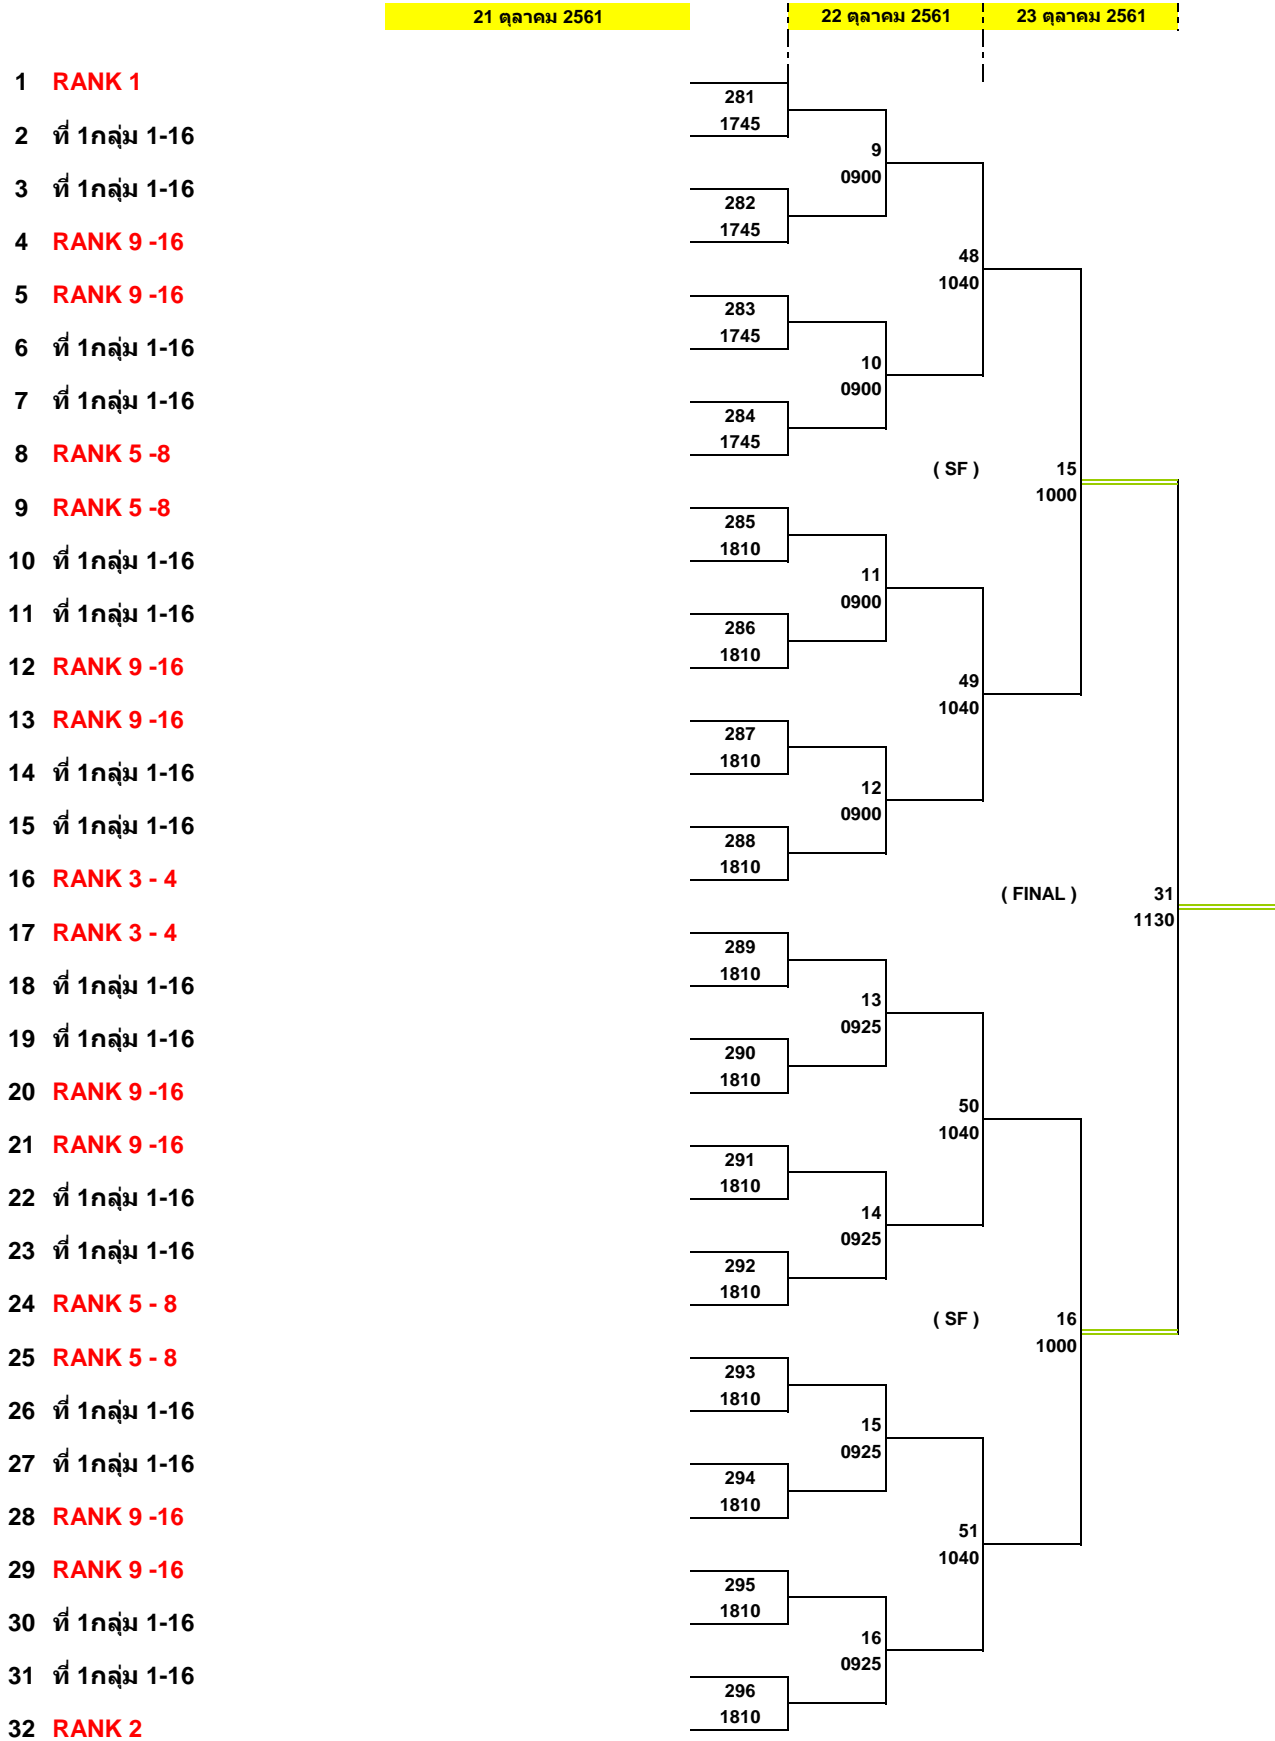 21 ตุลาคม 2561 22 ตุลาคม 2561 23 ตุลาคม 2561
1 RANK 1
281
1745
2 ที่ 1กลุ่ม 1-16
9
0900
3 ที่ 1กลุ่ม 1-16
282
1745
4 RANK 9 -16
48
1040
5 RANK 9 -16
283
1745
6 ที่ 1กลุ่ม 1-16
10
0900
7 ที่ 1กลุ่ม 1-16
284
1745
8 RANK 5 -8
( SF ) 15
1000
9 RANK 5 -8
285
1810
10 ที่ 1กลุ่ม 1-16
11
0900
11 ที่ 1กลุ่ม 1-16
286
1810
12 RANK 9 -16
49
1040
13 RANK 9 -16
287
1810
14 ที่ 1กลุ่ม 1-16
12
0900
15 ที่ 1กลุ่ม 1-16
288
1810
16 RANK 3 - 4
( FINAL ) 31
1130
17 RANK 3 - 4
289
1810
18 ที่ 1กลุ่ม 1-16
13
0925
19 ที่ 1กลุ่ม 1-16
290
1810
20 RANK 9 -16
50
1040
21 RANK 9 -16
291
1810
22 ที่ 1กลุ่ม 1-16
14
0925
23 ที่ 1กลุ่ม 1-16
292
1810
24 RANK 5 - 8
( SF ) 16
1000
25 RANK 5 - 8
293
1810
26 ที่ 1กลุ่ม 1-16
15
0925
27 ที่ 1กลุ่ม 1-16
294
1810
28 RANK 9 -16
51
1040
29 RANK 9 -16
295
1810
30 ที่ 1กลุ่ม 1-16
16
0925
31 ที่ 1กลุ่ม 1-16
296
1810
32 RANK 2